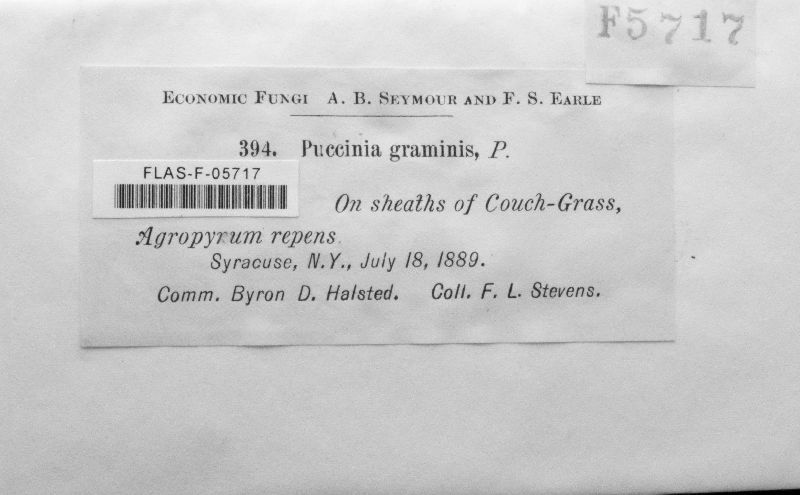 F5717
Economic Fungi A. B. Seymour and F. S. Earle
394. Puccinia graminis, P.
FLAS-F-05717
On sheaths of Couch-Grass,
Agropyrum repens.
Syracuse, N.Y., July 18, 1889.
Comm. Byron D. Halsted. Coll. F. L. Stevens.